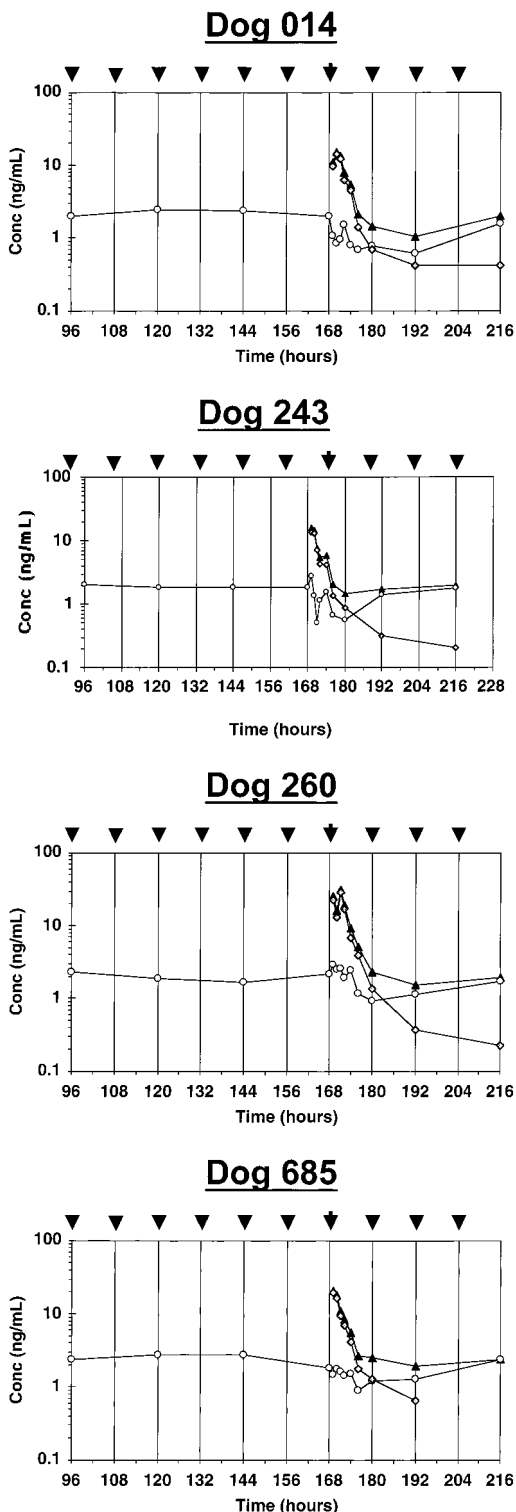 Dog 014
100
10
1
0.1
Conc (ng/mL)
96 108 120 132 144 156 168 180 192 204 216
Time (hours)
Dog 243
100
10
1
0.1
Conc (ng/mL)
96 108 120 132 144 156 168 180 192 204 216 228
Time (hours)
Dog 260
100
10
1
0.1
Conc (ng/mL)
96 108 120 132 144 156 168 180 192 204 216
Time (hours)
Dog 685
100
10
1
0.1
Conc (ng/mL)
96 108 120 132 144 156 168 180 192 204 216
Time (hours)